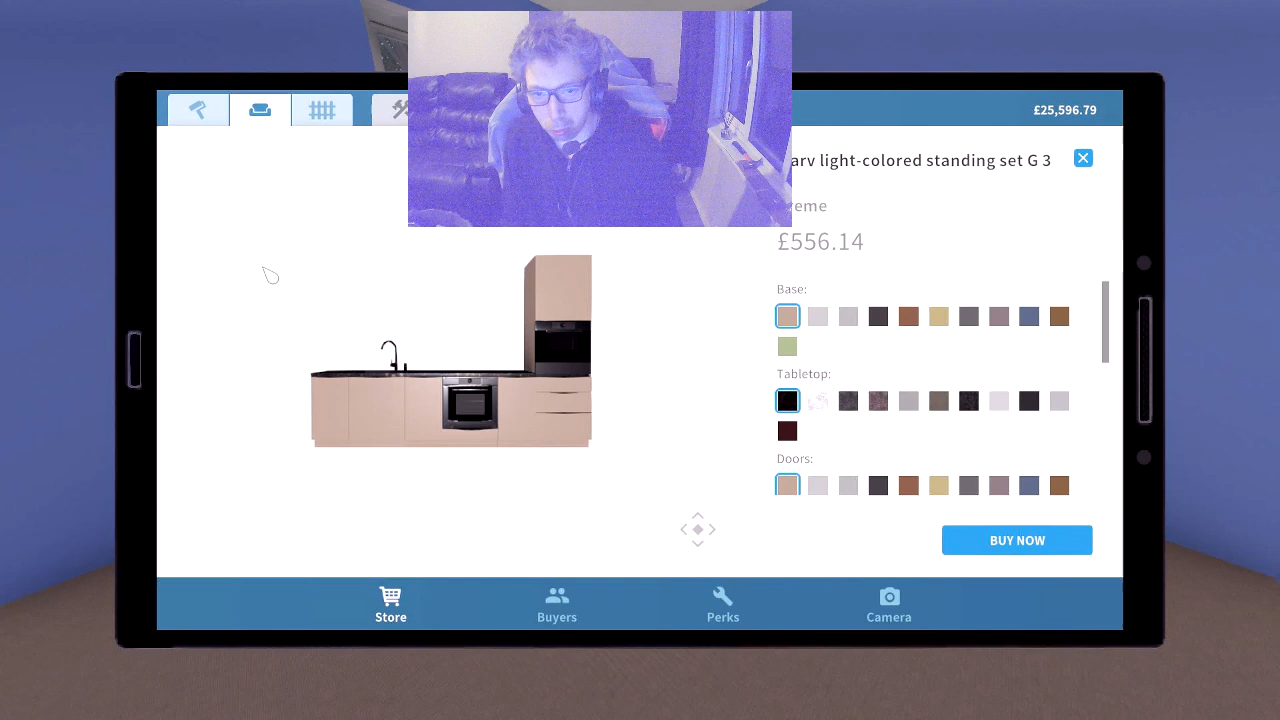 £25,596.79
arv light-colored standing set G 3
reme
£556.14
Base:
Tabletop:
Doors:
BUY NOW
Store
Buyers
Perks
Camera